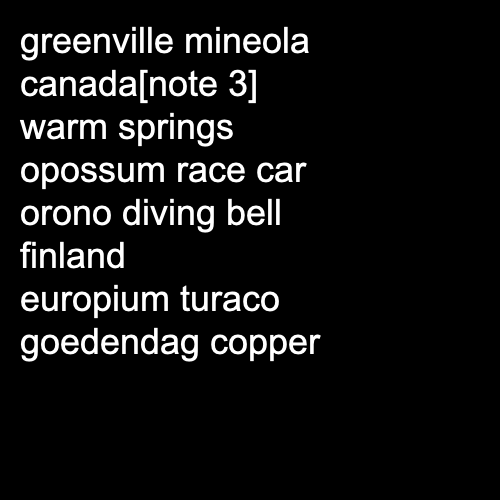 greenville mineola
canada[note 3]
warm springs
opossum race car
orono diving bell
finland
europium turaco
goedendag copper